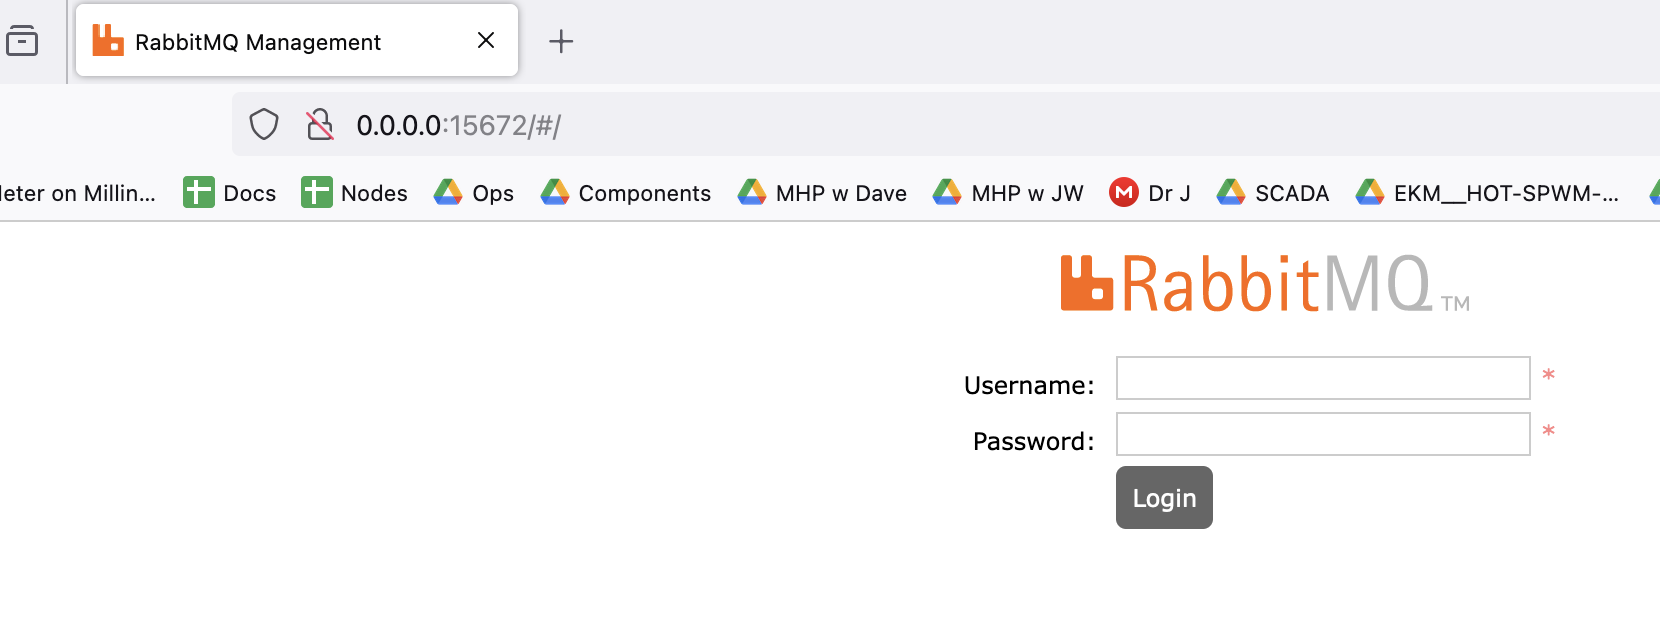 RabbitMQ Management
0.0.0.0:15672/#/
leter on Millin... Docs Nodes Ops Components MHP w Dave MHP w JW Dr J SCADA EKM__HOT-SPWM-...
RabbitMQ TM
Username: *
Password: *
Login